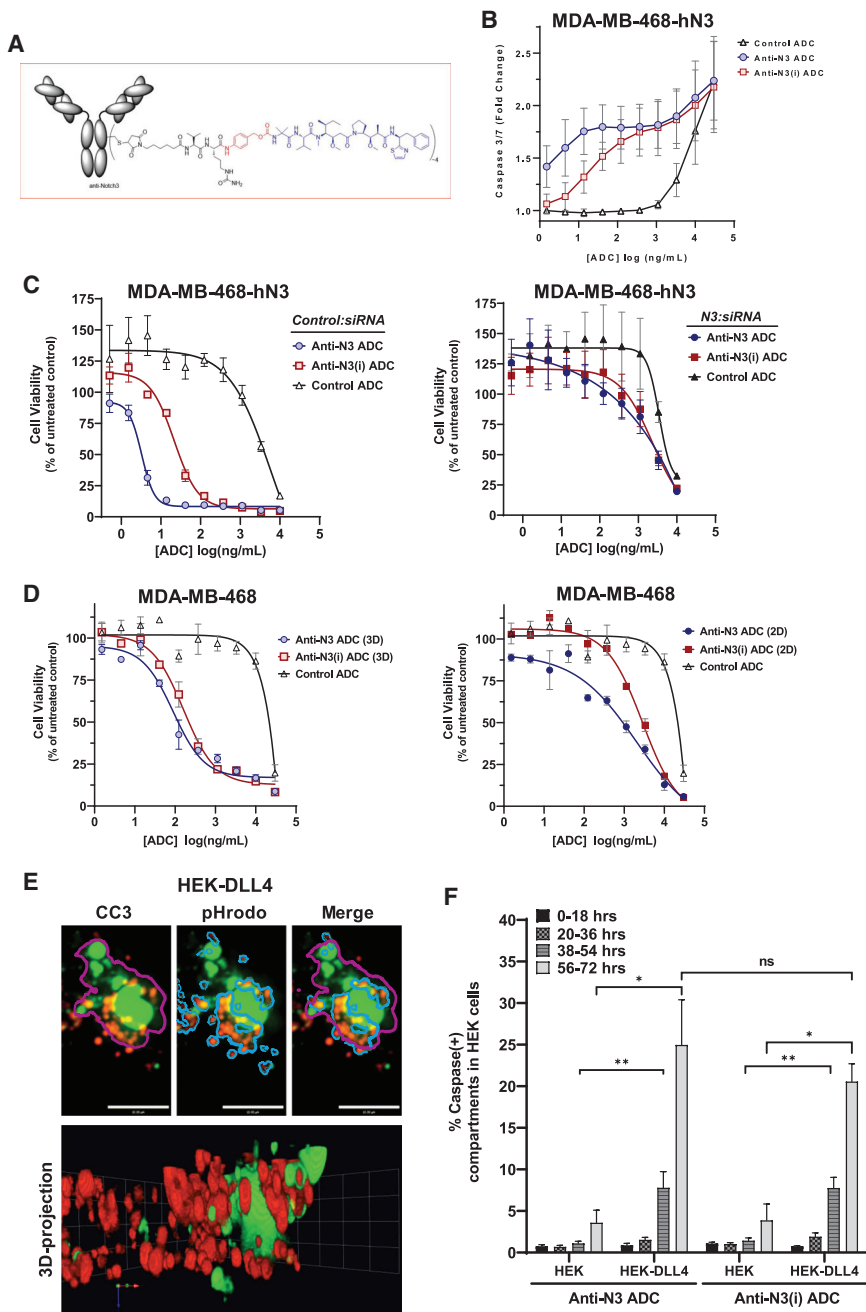 A
anti-Notch3
S
O
N
O
O
H
N
O
N
H
O
NH
O
NH2
4
B
MDA-MB-468-hN3
Control ADC
Anti-N3 ADC
Anti-N3(i) ADC
Caspase 3/7 (Fold Change)
2.5
2.0
1.5
1.0
0 1 2 3 4 5
[ADC] log (ng/mL)
C
MDA-MB-468-hN3
Control:siRNA
Anti-N3 ADC
Anti-N3(i) ADC
Control ADC
Cell Viability
(% of untreated control)
175
150
125
100
75
50
25
0
0 1 2 3 4 5
[ADC] log(ng/mL)
MDA-MB-468-hN3
N3:siRNA
Anti-N3 ADC
Anti-N3(i) ADC
Control ADC
Cell Viability
(% of untreated control)
175
150
125
100
75
50
25
0
0 1 2 3 4 5
[ADC] log(ng/mL)
D
MDA-MB-468
Anti-N3 ADC (3D)
Anti-N3(i) ADC (3D)
Control ADC
Cell Viability
(% of untreated control)
100
75
50
25
0
0 1 2 3 4 5
[ADC] log(ng/mL)
MDA-MB-468
Anti-N3 ADC (2D)
Anti-N3(i) ADC (2D)
Control ADC
Cell Viability
(% of untreated control)
100
75
50
25
0
0 1 2 3 4 5
[ADC] log(ng/mL)
E
HEK-DLL4
CC3 pHrodo Merge
3D-projection
F
0-18 hrs
20-36 hrs
38-54 hrs
56-72 hrs
% Caspase(+)
compartments in HEK cells
40
35
30
25
20
15
10
5
0
* ns
** *
**
HEK HEK-DLL4 HEK HEK-DLL4
Anti-N3 ADC Anti-N3(i) ADC